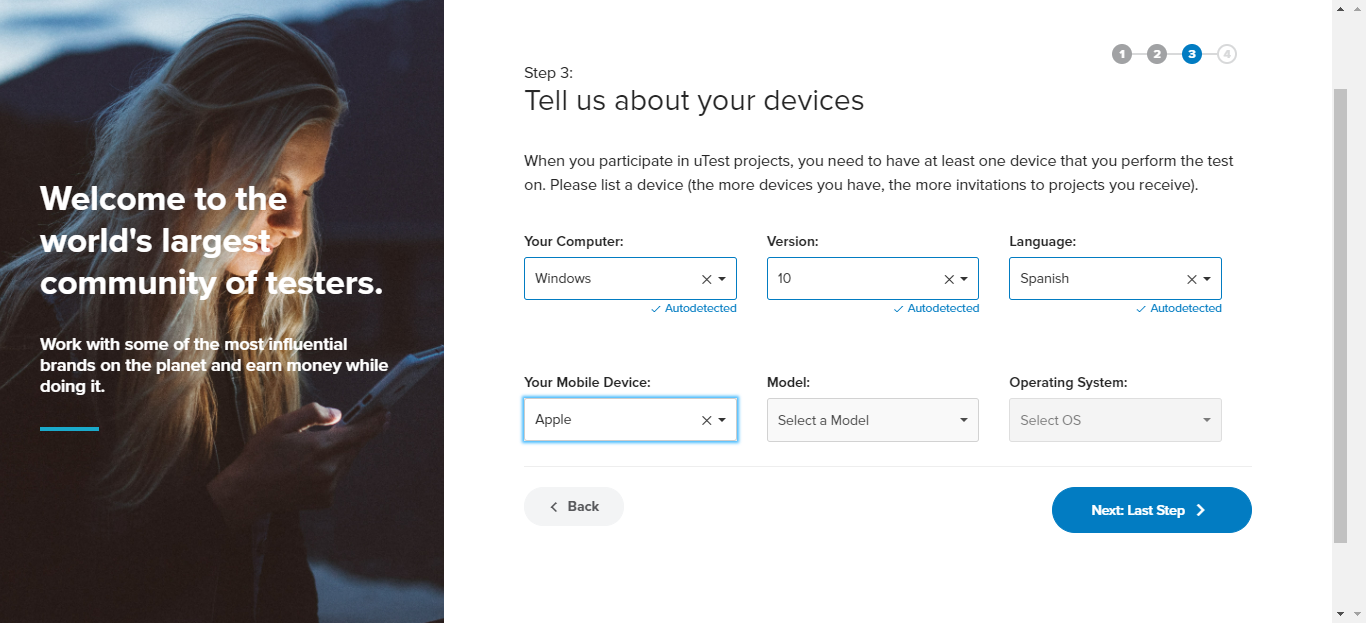 Welcome to the
world's largest
community of testers.
Work with some of the most influential
brands on the planet and earn money while
doing it.
1 2 3 4
Step 3:
Tell us about your devices
When you participate in uTest projects, you need to have at least one device that you perform the test
on. Please list a device (the more devices you have, the more invitations to projects you receive).
Your Computer: Version: Language:
Windows 10 Spanish
Autodetected Autodetected Autodetected
Your Mobile Device: Model: Operating System:
Apple Select a Model Select OS
Back Next: Last Step